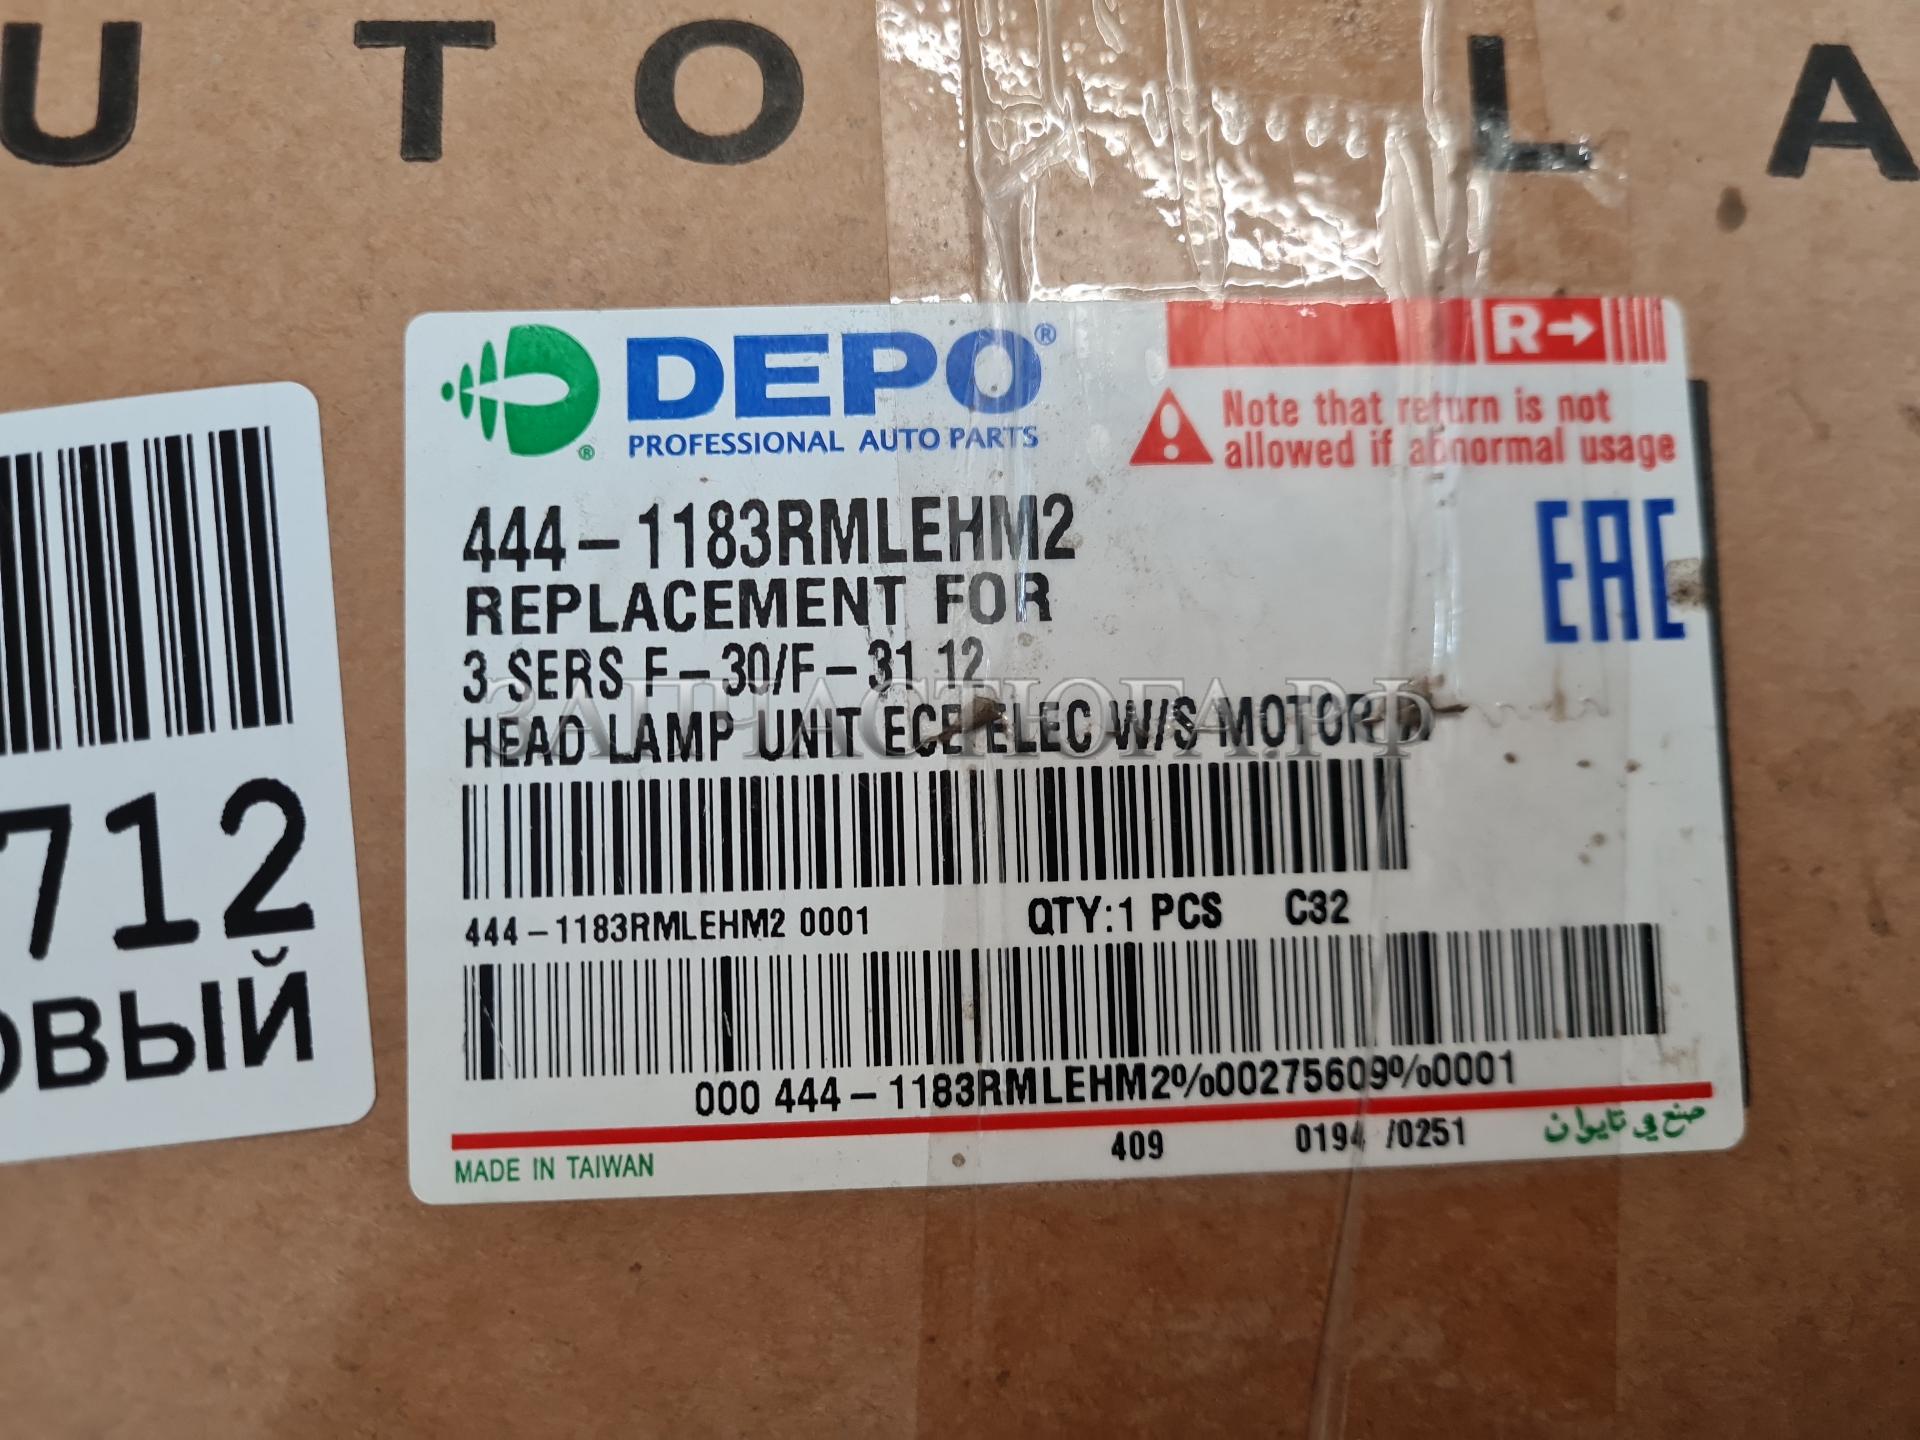 UTO LA
DEPO®
®
PROFESSIONAL AUTO PARTS
R→
Note that return is not
allowed if abnormal usage
444-1183RMLEHM2
REPLACEMENT FOR
EAC
3 SERS F-30/F-31 12
ЗАПЧАСТЮГА.РФ
HEAD LAMP UNIT ECE ELEC W/S MOTOR
444-1183RMLEHM2 0001 QTY:1 PCS C32
000 444-1183RMLEHM2%00275609%0001
409 0194 /0251
صنع في تايوان
MADE IN TAIWAN
712
ОВЫЙ